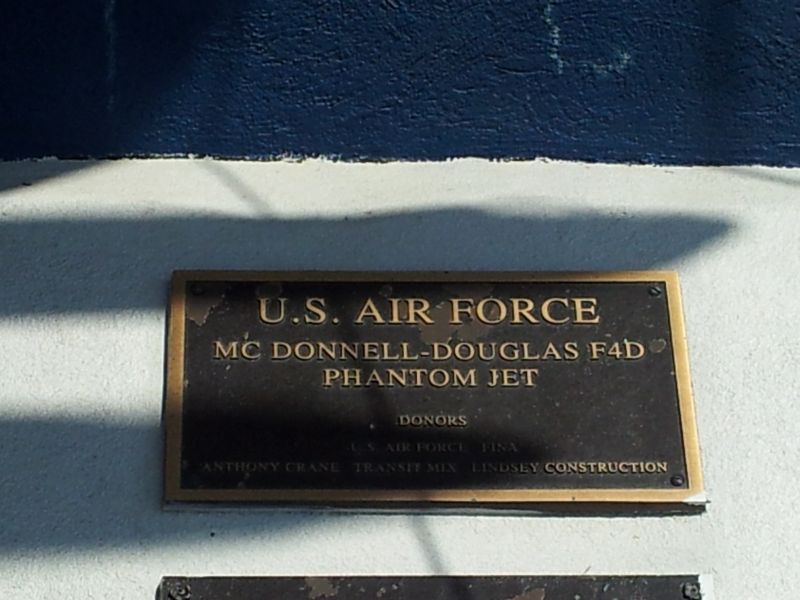 U.S. AIR FORCE
MC DONNELL-DOUGLAS F4D
PHANTOM JET
DONORS
U.S. AIR FORCE FINA
ANTHONY CRANE TRANSIT MIX LINDSEY CONSTRUCTION